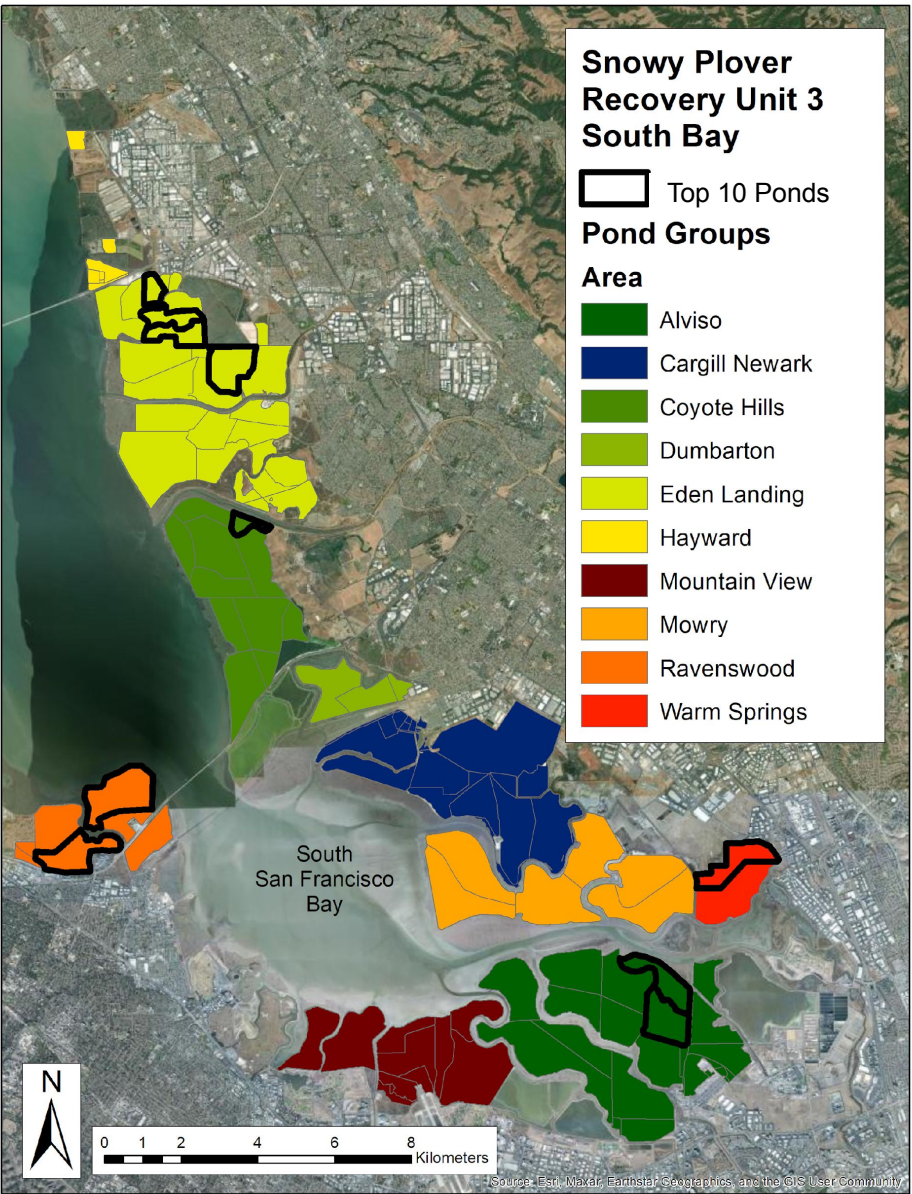 Snowy Plover
Recovery Unit 3
South Bay
Top 10 Ponds
Pond Groups
Area
Alviso
Cargill Newark
Coyote Hills
Dumbarton
Eden Landing
Hayward
Mountain View
Mowry
Ravenswood
Warm Springs
South
San Francisco
Bay
N
0 1 2 4 6 8
Kilometers
Source: Esri, Maxar, Earthstar Geographics, and the GIS User Community